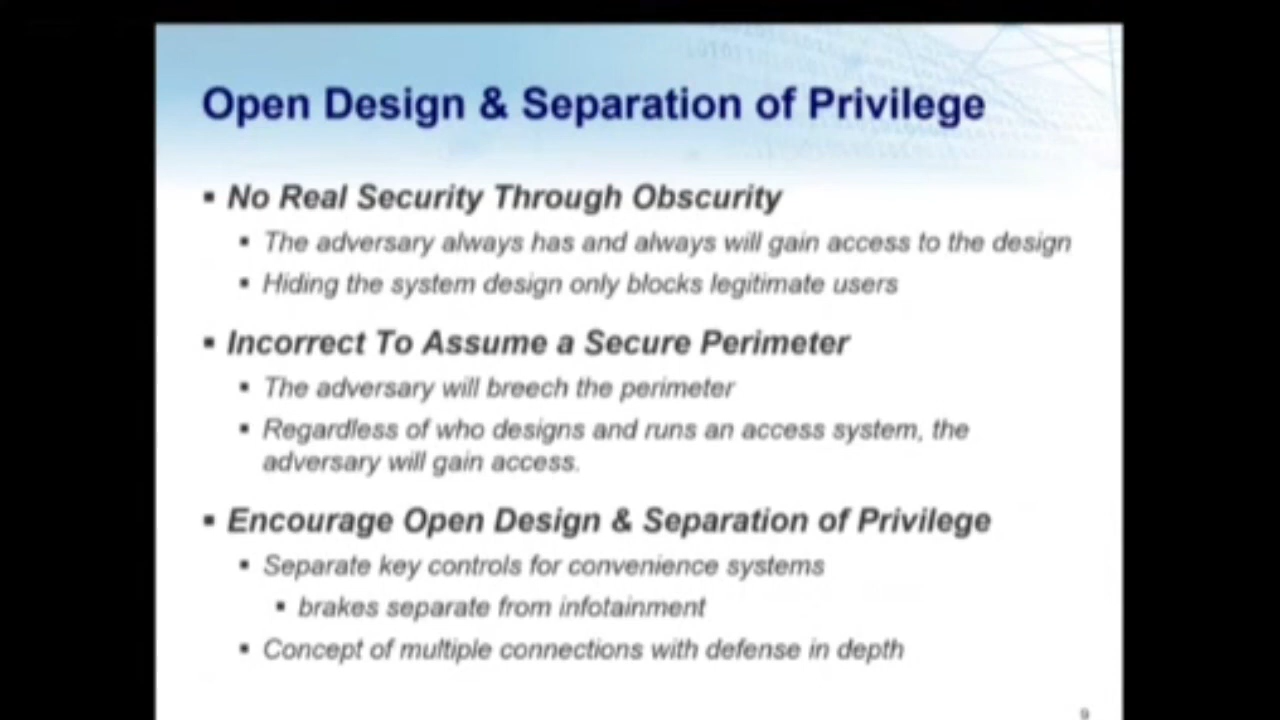 Open Design & Separation of Privilege
▪ No Real Security Through Obscurity
▪ The adversary always has and always will gain access to the design
▪ Hiding the system design only blocks legitimate users
▪ Incorrect To Assume a Secure Perimeter
▪ The adversary will breech the perimeter
▪ Regardless of who designs and runs an access system, the
adversary will gain access.
▪ Encourage Open Design & Separation of Privilege
▪ Separate key controls for convenience systems
▪ brakes separate from infotainment
▪ Concept of multiple connections with defense in depth
9